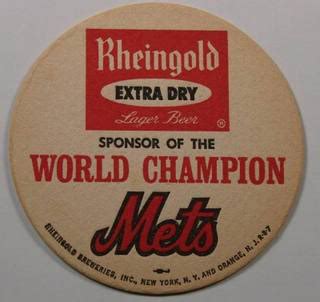 Rheingold
EXTRA DRY
Lager Beer ®
SPONSOR OF THE
WORLD CHAMPION
Mets
RHEINGOLD BREWERIES, INC., NEW YORK, N. Y. AND ORANGE, N. J.